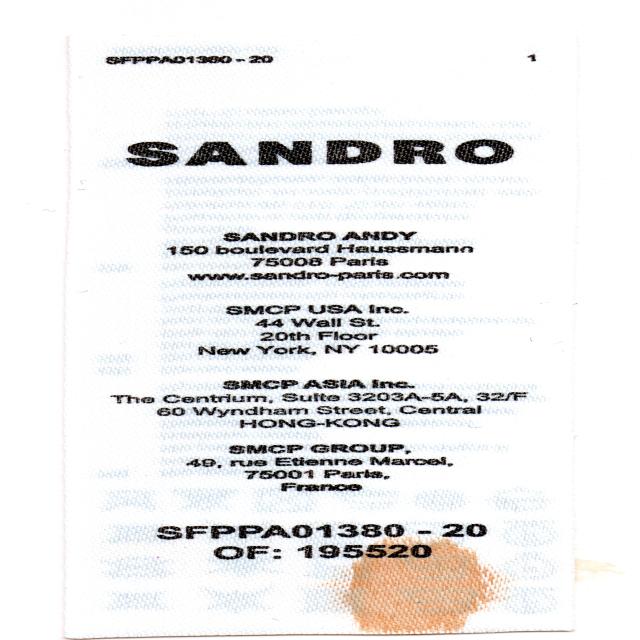 SFPPA01380 - 20 1
SANDRO
SANDRO ANDY
150 boulevard Haussmann
75008 Paris
www.sandro-paris.com
SMCP USA Inc.
44 Wall St.
20th Floor
New York, NY 10005
SMCP ASIA Inc.
The Centrium, Suite 3203A-5A, 32/F
60 Wyndham Street, Central
HONG-KONG
SMCP GROUP,
49, rue Etienne Marcel,
75001 Paris,
France
SFPPA01380 - 20
OF: 195520